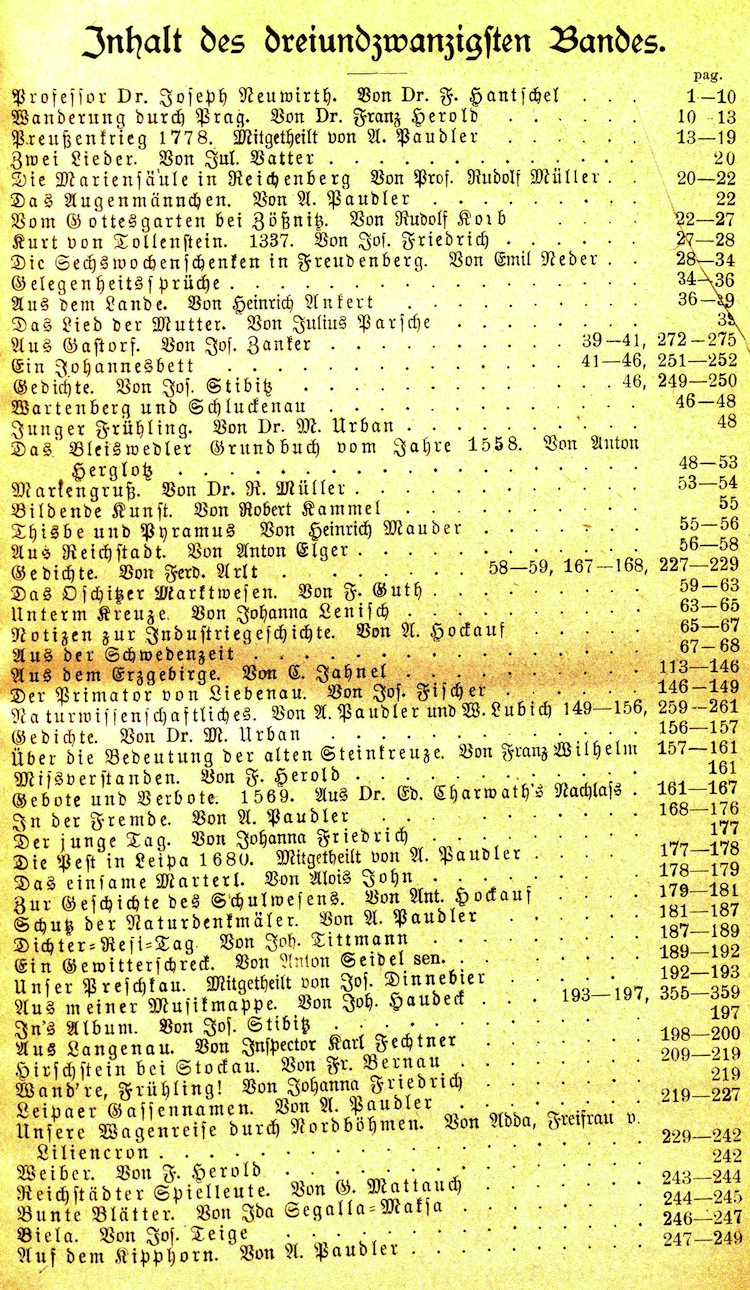 Inhalt des dreiundzwanzigsten Bandes.
pag.
Professor Dr. Joseph Neuwirth. Von Dr. F. Hantschel . . . 1—10
Wanderung durch Prag. Von Dr. Franz Herold . . . . . . 10-13
Preußenkrieg 1778. Mitgetheilt von A. Paudler . . . . . . 13—19
Zwei Lieder. Von Jul. Vatter . . . . . . . . . . . . 20
Die Mariensäule in Reichenberg Von Prof. Rudolf Müller . . 20—22
Das Augenmännchen. Von A. Paudler . . . . . . . . . 22
Vom Gottesgarten bei Zößnitz. Von Rudolf Korb . . . . . 22—27
Kurt von Tollenstein. 1337. Von Jos. Friedrich . . . . . . 27—28
Die Sechswochenschenken in Freudenberg. Von Emil Neder . . 28—34
Gelegenheitssprüche . . . . . . . . . . . . . . . . 34—36
Aus dem Lande. Von Heinrich Ankert . . . . . . . . . 36—39
Das Lied der Mutter. Von Julius Parsche . . . . . . . .
Aus Gastorf. Von Jos. Zanker . . . . . . . . 39—41, 272—275
Ein Johannesbett . . . . . . . . . . . . . 41—46, 251—252
Gedichte. Von Jos. Stibitz . . . . . . . . . . . 46, 249—250
Wartenberg und Schluckenau . . . . . . . . . . . . 46—48
Junger Frühling. Von Dr. M. Urban . . . . . . . . . 48
Das Bleiswedler Grundbuch vom Jahre 1558. Von Anton
Herglotz . . . . . . . . . . . . . . . . . . 48—53
Markengruß. Von Dr. R. Müller . . . . . . . . . . . 53—54
Bildende Kunst. Von Robert Kammel . . . . . . . . . 55
Thisbe und Pyramus Von Heinrich Mauder . . . . . . . 55—56
Aus Reichstadt. Von Anton Elger . . . . . . . . . . . 56—58
Gedichte. Von Ferd. Arlt . . . . . . . 58—59, 167—168, 227—229
Das Oschitzer Marktwesen. Von F. Guth . . . . . . . . 59—63
Unterm Kreuze. Von Johanna Lenisch . . . . . . . . . 63—65
Notizen zur Industriegeschichte. Von A. Hockauf . . . . . 65—67
Aus der Schwedenzeit . . . . . . . . . . . . . . . 67—68
Aus dem Erzgebirge. Von C. Jahnel . . . . . . . . . 113—146
Der Primator von Liebenau. Von Jos. Fischer . . . . . . 146—149
Naturwissenschaftliches. Von A. Paudler und W. Lubich 149—156, 259—261
Gedichte. Von Dr. M. Urban . . . . . . . . . . . . 156—157
Über die Bedeutung der alten Steinkreuze. Von Franz Wilhelm 157—161
Missverstanden. Von F. Herold . . . . . . . . . . . 161
Gebote und Verbote. 1569. Aus Dr. Ed. Charwath's Nachlass . 161—167
In der Fremde. Von A. Paudler . . . . . . . . . . 168—176
Der junge Tag. Von Johanna Friedrich . . . . . . . . 177
Die Pest in Leipa 1680. Mitgetheilt von A. Paudler . . . . 177—178
Das einsame Marterl. Von Alois John . . . . . . . . 178—179
Zur Geschichte des Schulwesens. Von Ant. Hockauf . . . . 179—181
Schutz der Naturdenkmäler. Von A. Paudler . . . . . . 181—187
Dichter-Resi-Tag. Von Joh. Tittmann . . . . . . . . 187—189
Ein Gewitterschreck. Von Anton Seidel sen. . . . . . . . 189—192
Unser Preschkau. Mitgetheilt von Jos. Dinnebier . . . . . 192—193
Aus meiner Musikmappe. Von Joh. Haudeck . . . 193—197, 355—359
In's Album. Von Jos. Stibitz . . . . . . . . . . . 197
Aus Langenau. Von Inspector Karl Fechtner . . . . . . 198—200
Hirschstein bei Stockau. Von Fr. Bernau . . . . . . . 209—219
Wand're, Frühling! Von Johanna Friedrich . . . . . . 219
Leipaer Gassennamen. Von A. Paudler . . . . . . . 219—227
Unsere Wagenreise durch Nordböhmen. Von Adda, Freifrau v.
Liliencron . . . . . . . . . . . . . . . . . . 229—242
Weiber. Von F. Herold . . . . . . . . . . . . . 242
Reichstädter Spielleute. Von G. Mattauch . . . . . . . 243—244
Bunte Blätter. Von Ida Segalla-Maksa . . . . . . . 244—245
Biela. Von Jos. Teige . . . . . . . . . . . . . 246—247
Auf dem Kipphorn. Von A. Paudler . . . . . . . . . 247—249